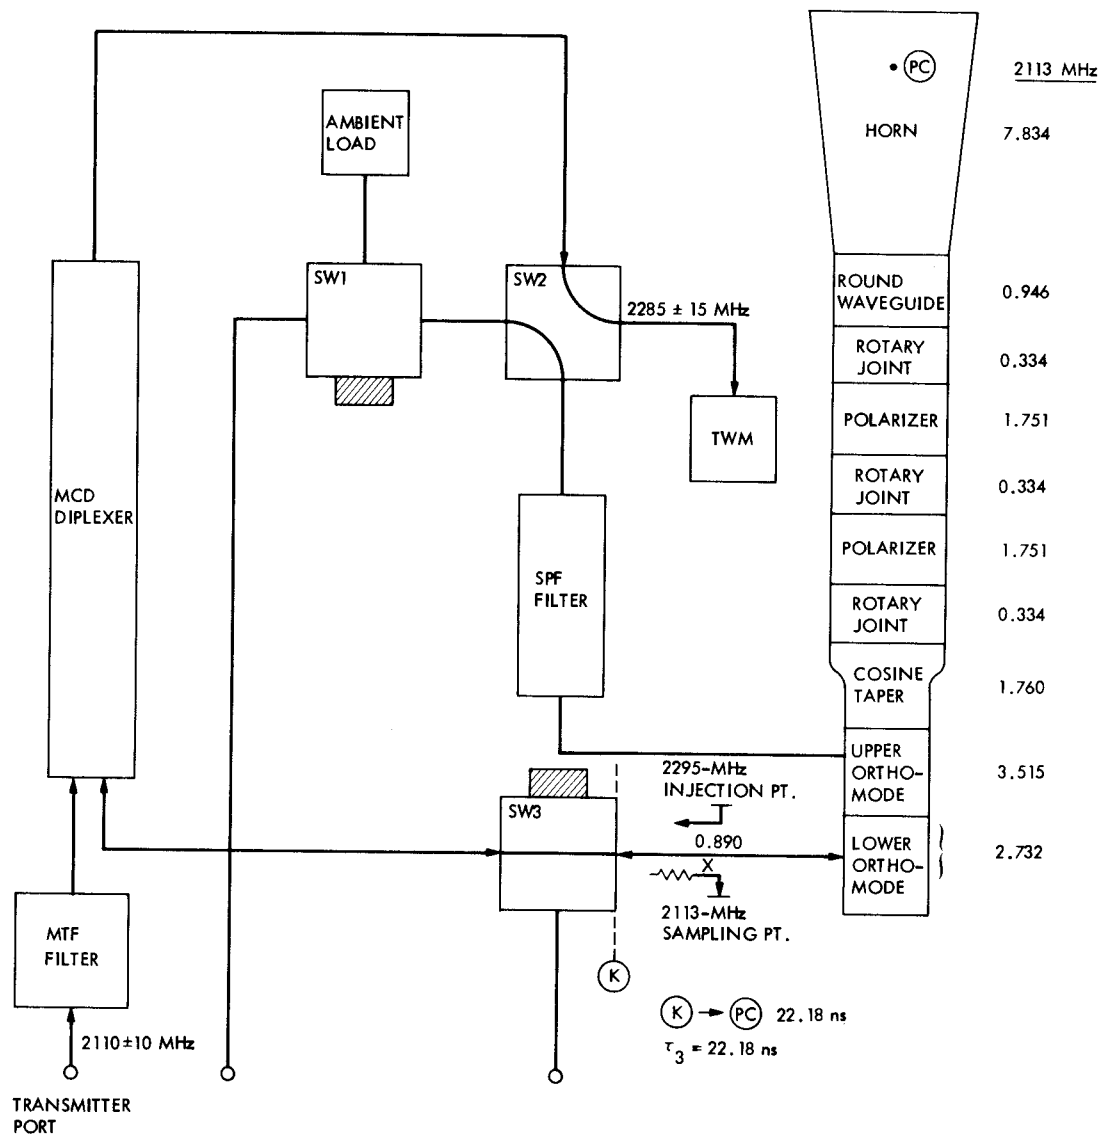 PC
2113 MHz
AMBIENT
LOAD
HORN
7.834
SW1
SW2
ROUND
WAVEGUIDE
0.946
2285 ± 15 MHz
ROTARY
JOINT
0.334
POLARIZER
1.751
TWM
MCD
DIPLEXER
ROTARY
JOINT
0.334
POLARIZER
1.751
SPF
FILTER
ROTARY
JOINT
0.334
COSINE
TAPER
1.760
UPPER
ORTHO-
MODE
3.515
2295-MHz
INJECTION PT.
SW3
0.890
LOWER
ORTHO-
MODE
2.732
X
2113-MHz
SAMPLING PT.
MTF
FILTER
K
K → PC 22.18 ns
τ3 = 22.18 ns
2110±10 MHz
TRANSMITTER
PORT